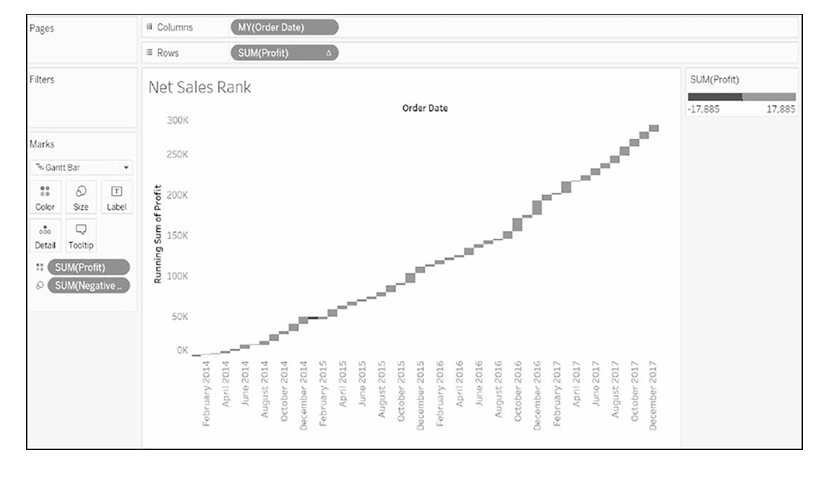 Pages
Columns
MY(Order Date)
Rows
SUM(Profit)
Δ
Filters
Marks
Gantt Bar
Color
Size
Label
Detail
Tooltip
SUM(Profit)
SUM(Negative ..
Net Sales Rank
Order Date
Running Sum of Profit
300K
250K
200K
150K
100K
50K
0K
February 2014
April 2014
June 2014
August 2014
October 2014
December 2014
February 2015
April 2015
June 2015
August 2015
October 2015
December 2015
February 2016
April 2016
June 2016
August 2016
October 2016
December 2016
February 2017
April 2017
June 2017
August 2017
October 2017
December 2017
SUM(Profit)
-17,885 17,885